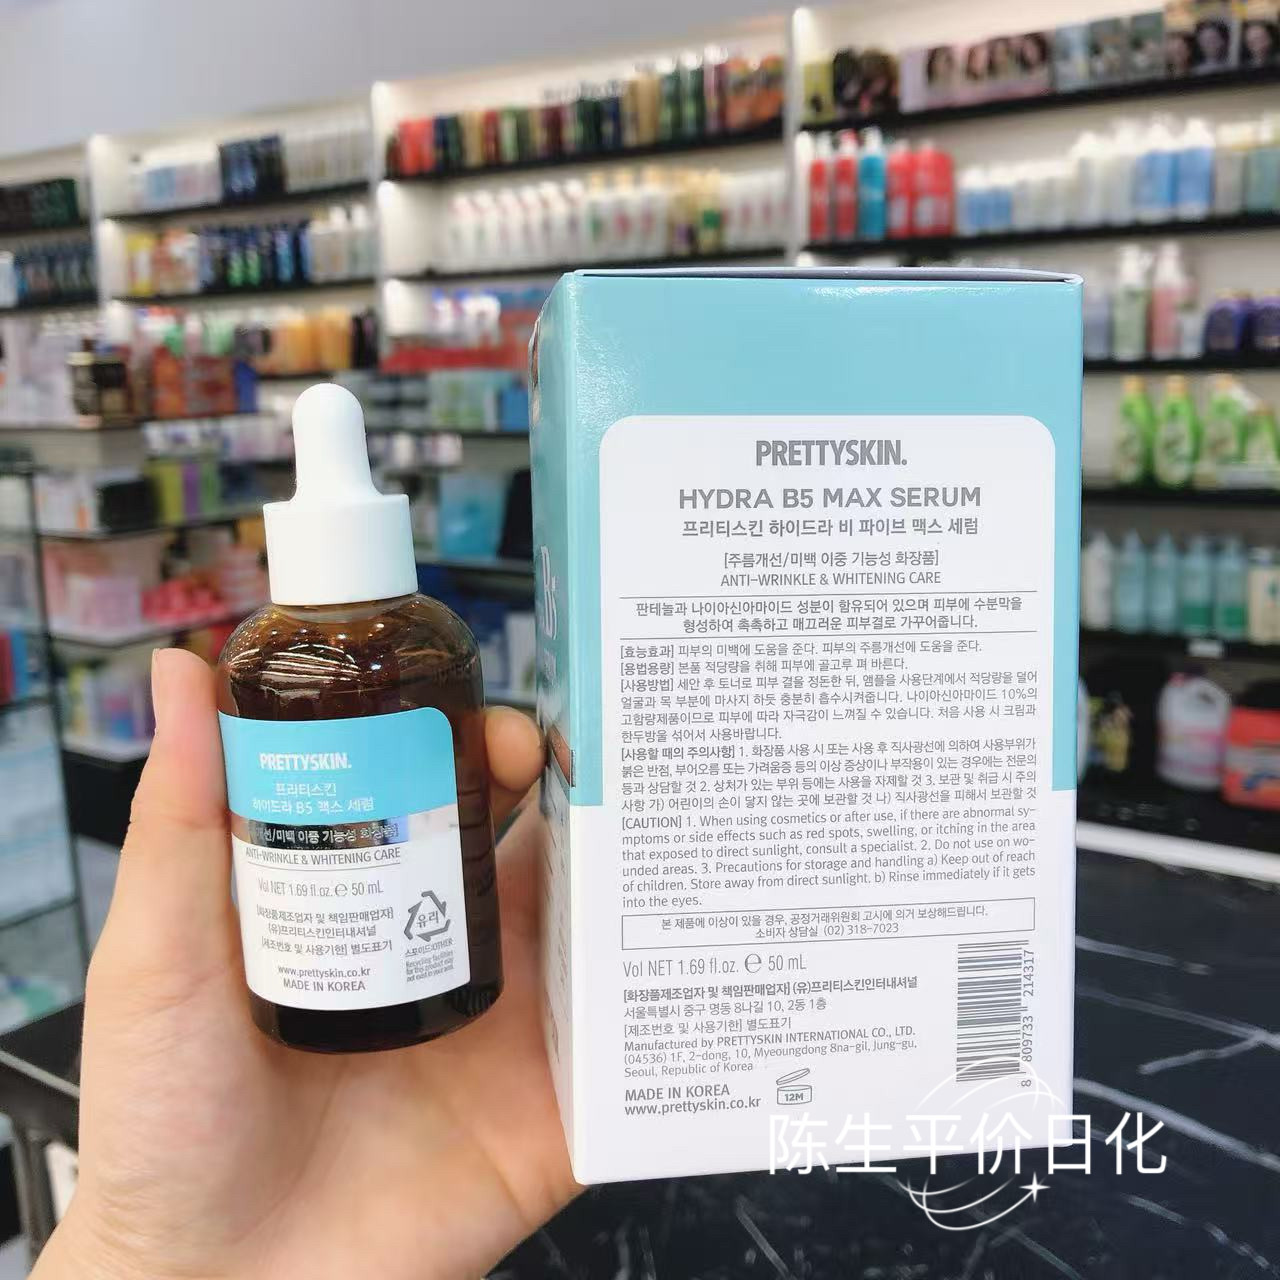 PRETTYSKIN.
HYDRA B5 MAX SERUM
프리티스킨 하이드라 비 파이브 맥스 세럼
[주름개선/미백 이중 기능성 화장품]
ANTI-WRINKLE & WHITENING CARE
판테놀과 나이아신아마이드 성분이 함유되어 있으며 피부에 수분막을
형성하여 촉촉하고 매끄러운 피부결로 가꾸어줍니다.
[효능효과] 피부의 미백에 도움을 준다. 피부의 주름개선에 도움을 준다.
[용법용량] 본품 적당량을 취해 피부에 골고루 펴 바른다.
[사용방법] 세안 후 토너로 피부 결을 정돈한 뒤, 앰플을 사용단계에서 적당량을 덜어
얼굴과 목 부분에 마사지 하듯 충분히 흡수시켜줍니다. 나이아신아마이드 10%의
고함량제품이므로 피부에 따라 자극감이 느껴질 수 있습니다. 처음 사용 시 크림과
한두방울 섞어서 사용바랍니다.
[사용할 때의 주의사항] 1. 화장품 사용 시 또는 사용 후 직사광선에 의하여 사용부위가
붉은 반점, 부어오름 또는 가려움증 등의 이상 증상이나 부작용이 있는 경우에는 전문의
등과 상담할 것 2. 상처가 있는 부위 등에는 사용을 자제할 것 3. 보관 및 취급 시 주의
사항 가) 어린이의 손이 닿지 않는 곳에 보관할 것 나) 직사광선을 피해서 보관할 것
[CAUTION] 1. When using cosmetics or after use, if there are abnormal sy-
mptoms or side effects such as red spots, swelling, or itching in the area
that exposed to direct sunlight, consult a specialist. 2. Do not use on wo-
unded areas. 3. Precautions for storage and handling a) Keep out of reach
of children. Store away from direct sunlight. b) Rinse immediately if it gets
into the eyes.
본 제품에 이상이 있을 경우, 공정거래위원회 고시에 의거 보상해드립니다.
소비자 상담실 (02) 318-7023
Vol NET 1.69 fl.oz. ℮ 50 mL
[화장품제조업자 및 책임판매업자] (유)프리티스킨인터내셔널
서울특별시 중구 명동 8나길 10, 2동 1층
[제조번호 및 사용기한] 별도표기
Manufactured by PRETTYSKIN INTERNATIONAL CO., LTD.
(04536) 1F, 2-dong, 10, Myeoungdong 8na-gil, Jung-gu,
Seoul, Republic of Korea
MADE IN KOREA
www.prettyskin.co.kr
12M
8 809733 214317
PRETTYSKIN.
프리티스킨
하이드라 B5 맥스 세럼
개선/미백 이중 기능성 화장품]
ANTI-WRINKLE & WHITENING CARE
Vol NET 1.69 fl.oz. ℮ 50 mL
[화장품제조업자 및 책임판매업자]
(유)프리티스킨인터내셔널
[제조번호 및 사용기한] 별도표기
www.prettyskin.co.kr
MADE IN KOREA
유리
스포이드:OTHER
Recycling facilities
for this product may
not exist in your area.
B5
陈生平价日化